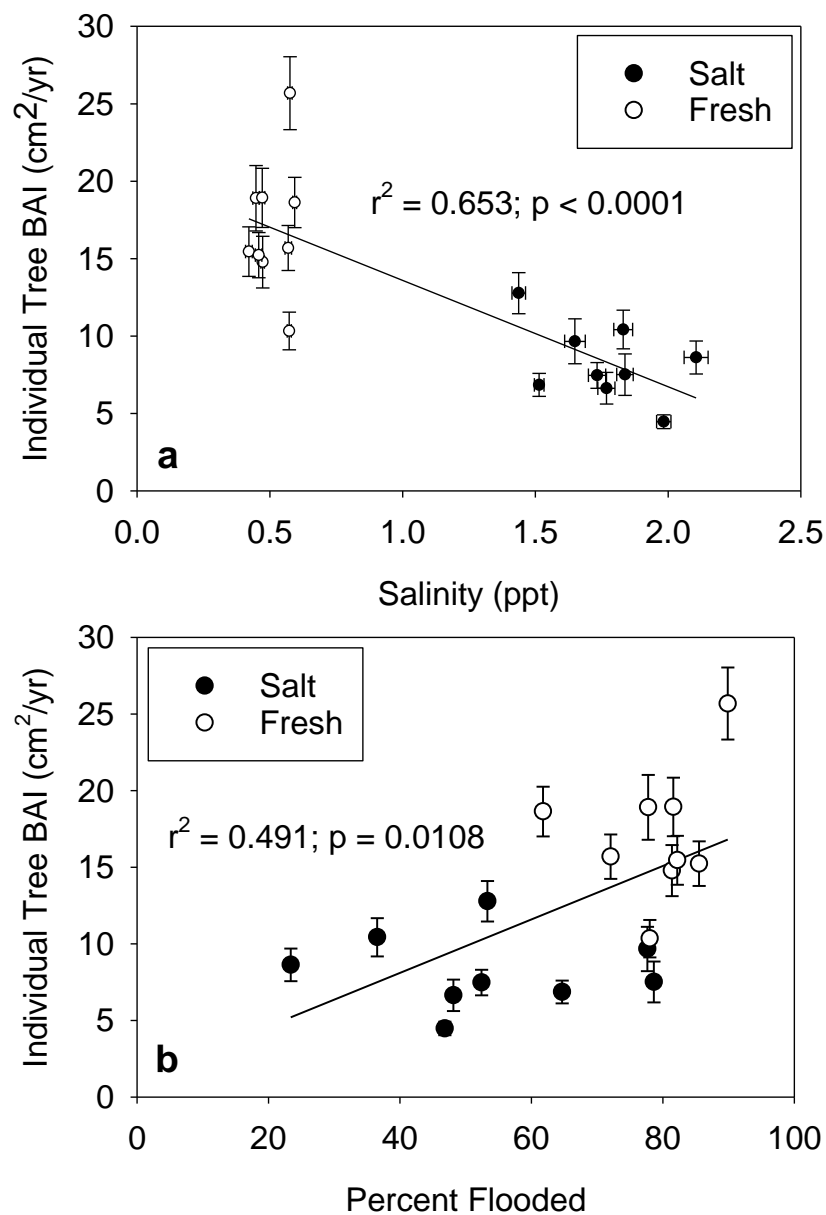 30
25
20
15
10
5
0
Individual Tree BAI (cm²/yr)
Salt
Fresh
r² = 0.653; p < 0.0001
a
0.0 0.5 1.0 1.5 2.0 2.5
Salinity (ppt)
30
25
20
15
10
5
0
Individual Tree BAI (cm²/yr)
Salt
Fresh
r² = 0.491; p = 0.0108
b
0 20 40 60 80 100
Percent Flooded